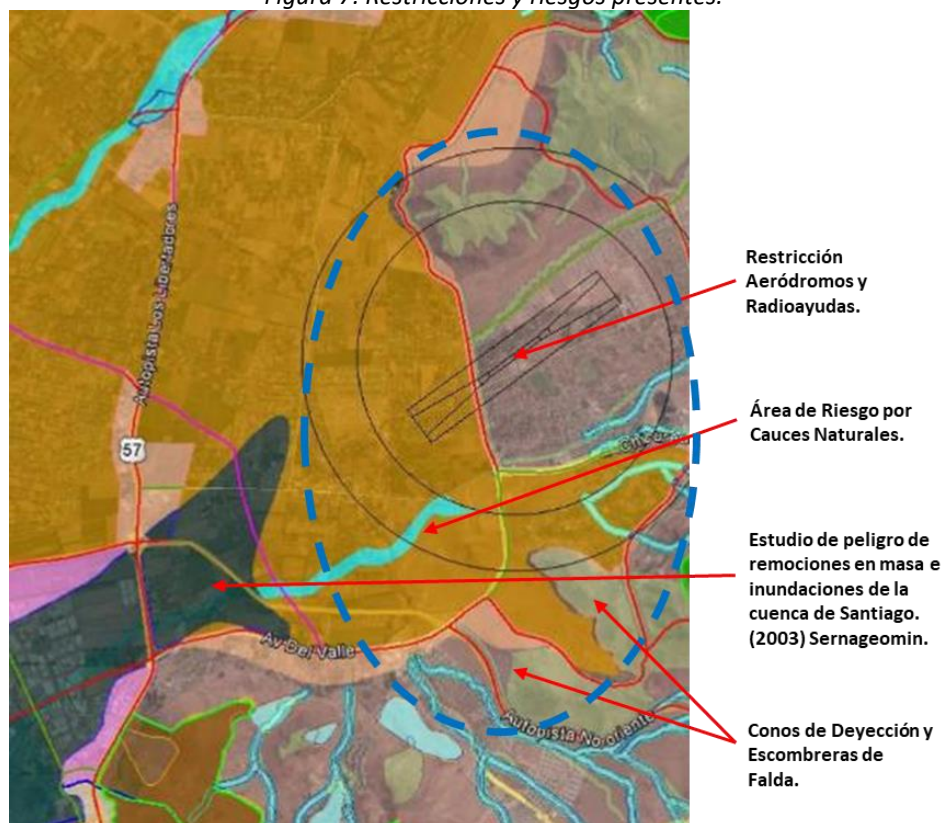 Figura 7. Restricciones y riesgos presentes.
Autopista Los Libertadores
57
Av Del Valle
Autopista No oriente
Restricción
Aeródromos y
Radioayudas.
Área de Riesgo por
Cauces Naturales.
Estudio de peligro de
remociones en masa e
inundaciones de la
cuenca de Santiago.
(2003) Sernageomin.
Conos de Deyección y
Escombreras de
Falda.